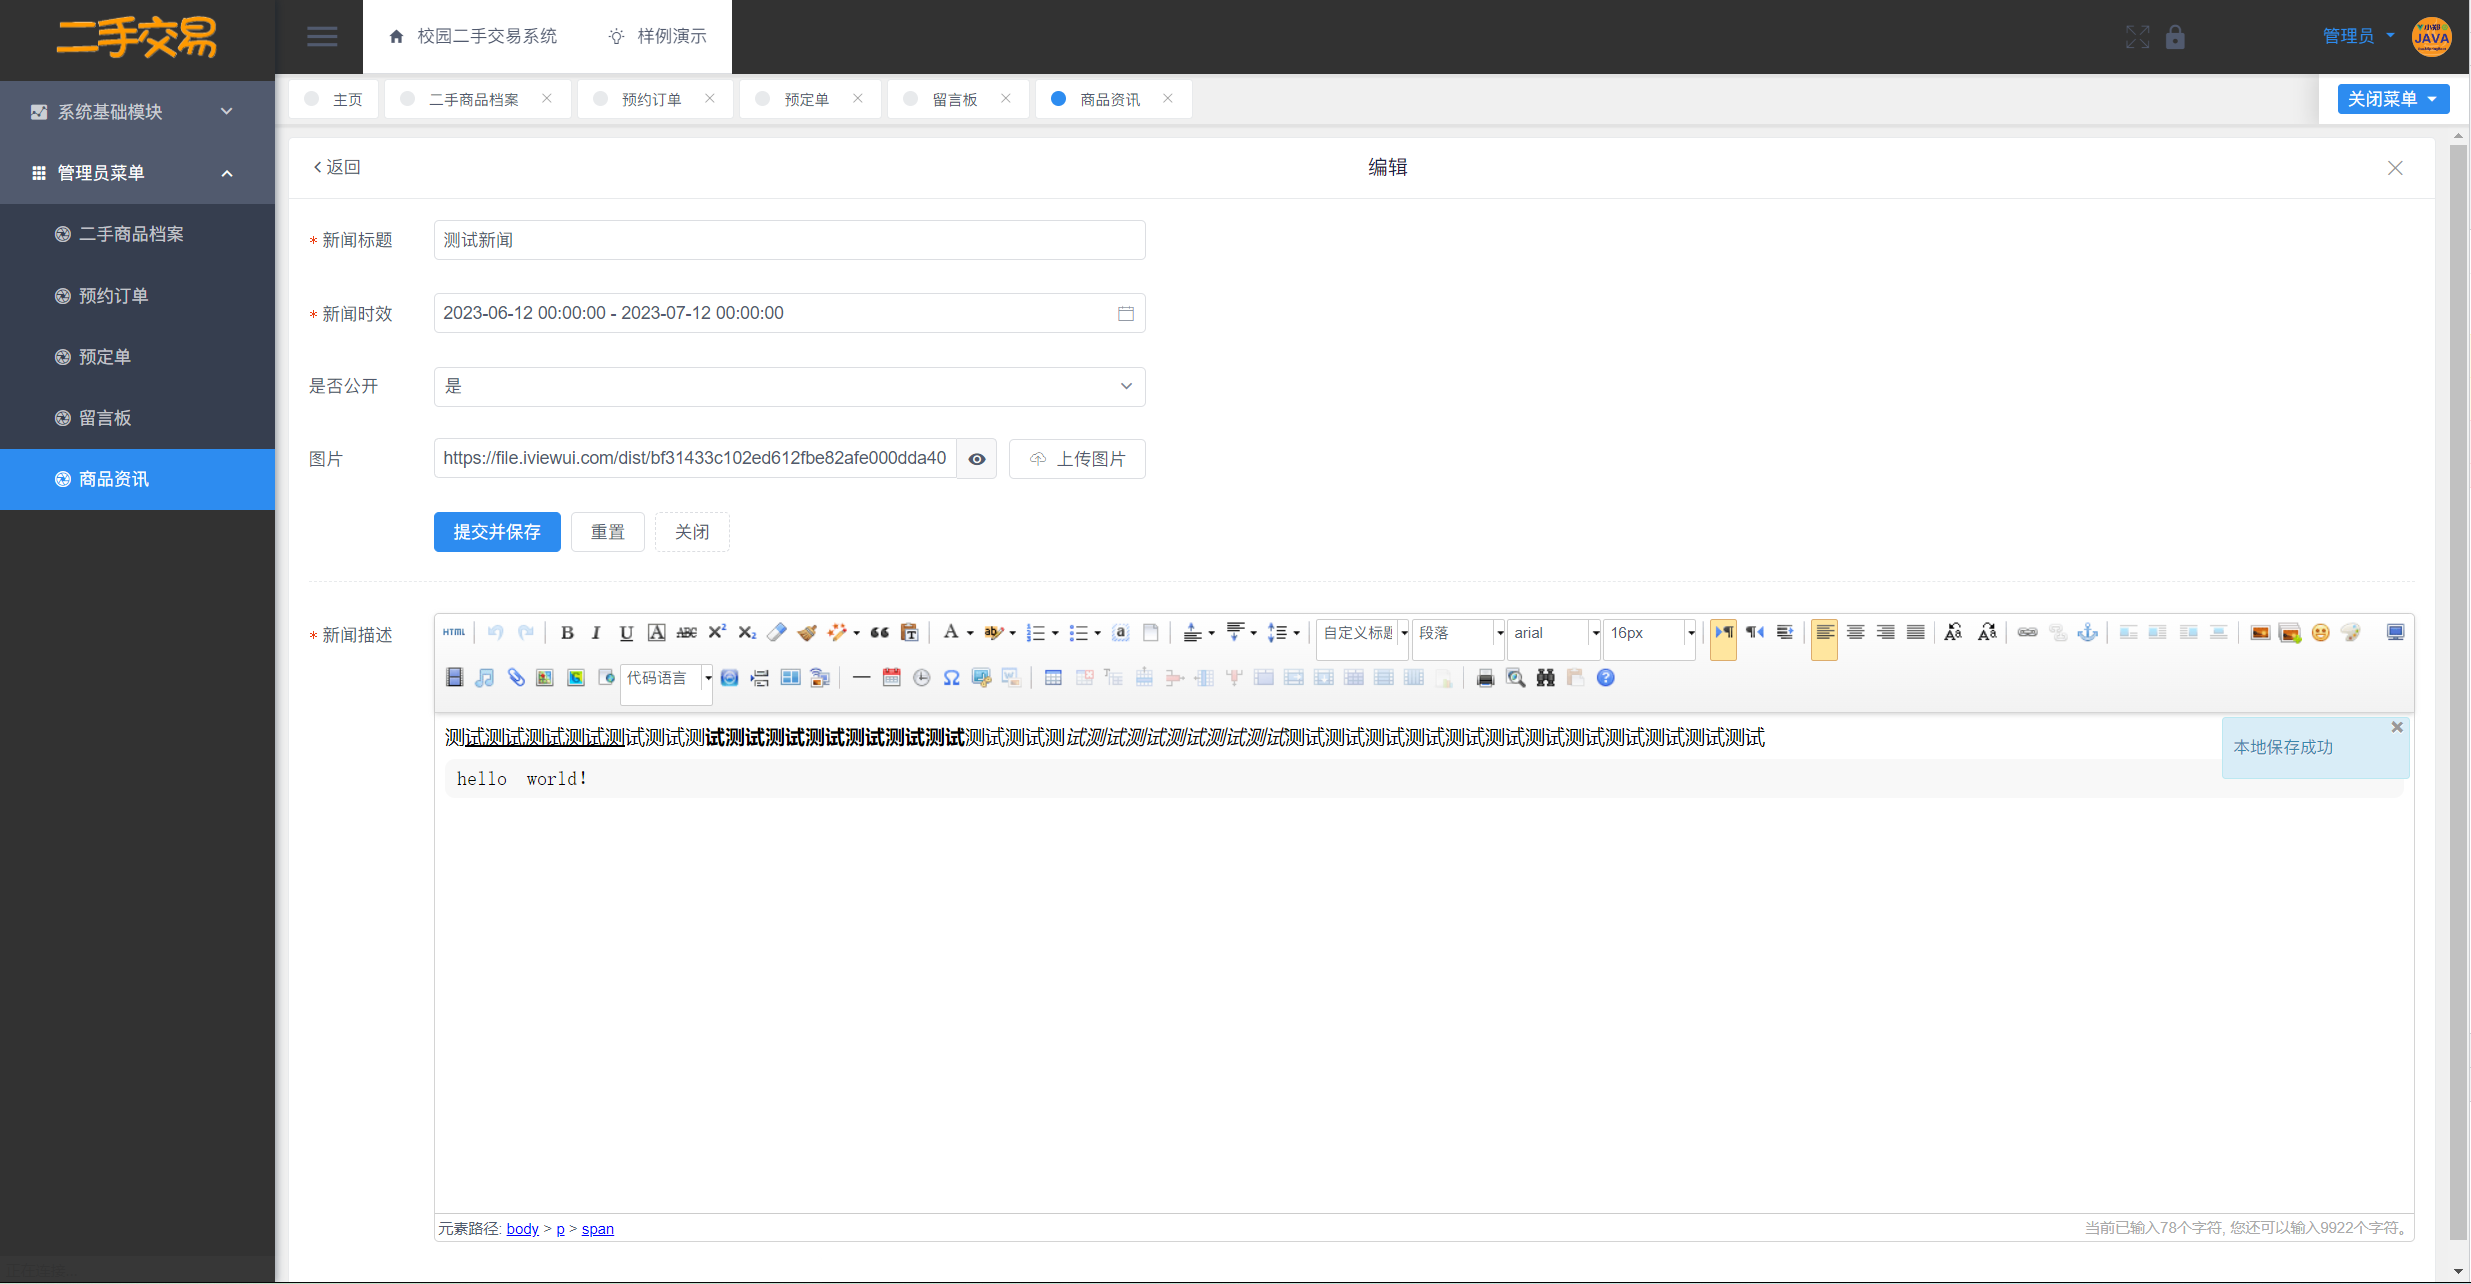 二手交易
校园二手交易系统 样例演示 管理员
主页 二手商品档案 预约订单 预定单 留言板 商品资讯 关闭菜单
系统基础模块
管理员菜单
二手商品档案
预约订单
预定单
留言板
商品资讯
返回 编辑
* 新闻标题 测试新闻
* 新闻时效 2023-06-12 00:00:00 - 2023-07-12 00:00:00
是否公开 是
图片 https://file.iviewui.com/dist/bf31433c102ed612fbe82afe000dda40 上传图片
提交并保存 重置 关闭
* 新闻描述
HTML B I U A ABC X² X₂ A ab a 自定义标题 段落 arial 16px
代码语言
测试测试测试测试测试测试测试测试测试测试测试测试测试测试测试测试测试测试测试测试测试测试测试测试测试测试测试测试测试测试测试测试测试
本地保存成功
hello world!
元素路径: body > p > span
当前已输入78个字符, 您还可以输入9922个字符。